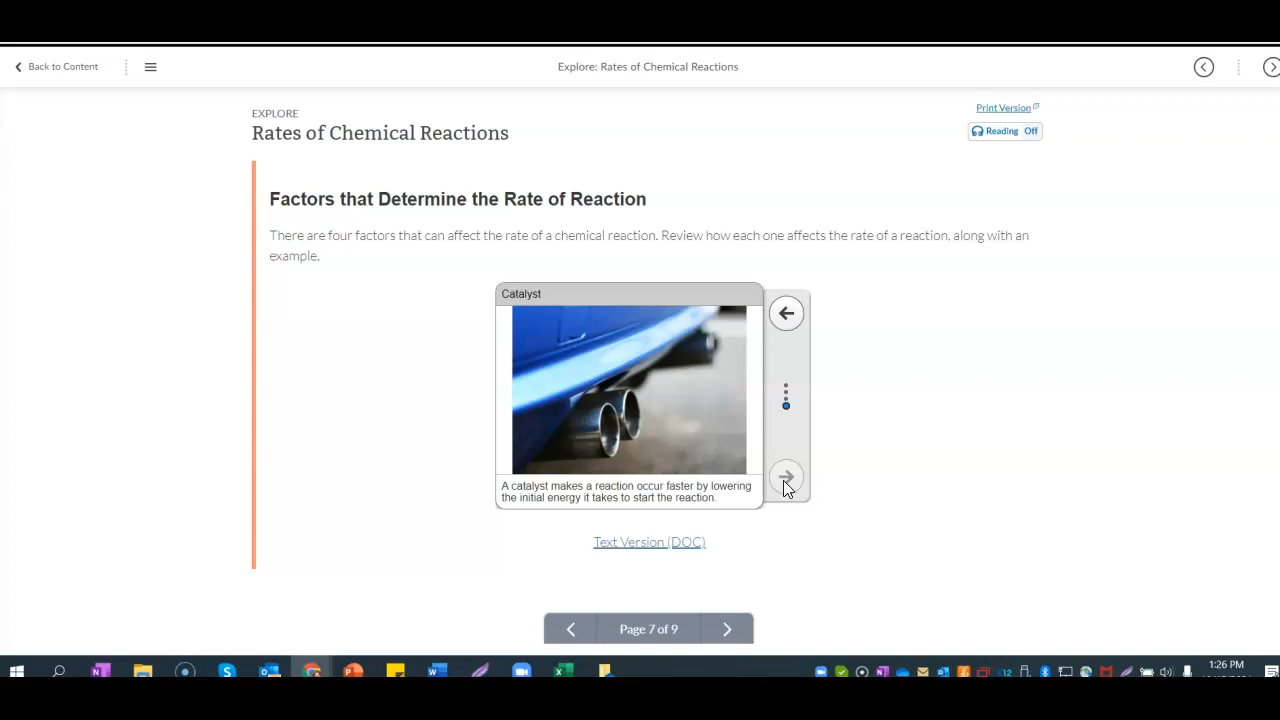 Back to Content
Explore: Rates of Chemical Reactions
Print Version
EXPLORE
Reading Off
Rates of Chemical Reactions
Factors that Determine the Rate of Reaction
There are four factors that can affect the rate of a chemical reaction. Review how each one affects the rate of a reaction, along with an
example.
Catalyst
A catalyst makes a reaction occur faster by lowering
the initial energy it takes to start the reaction.
Text Version (DOC)
Page 7 of 9
1:26 PM